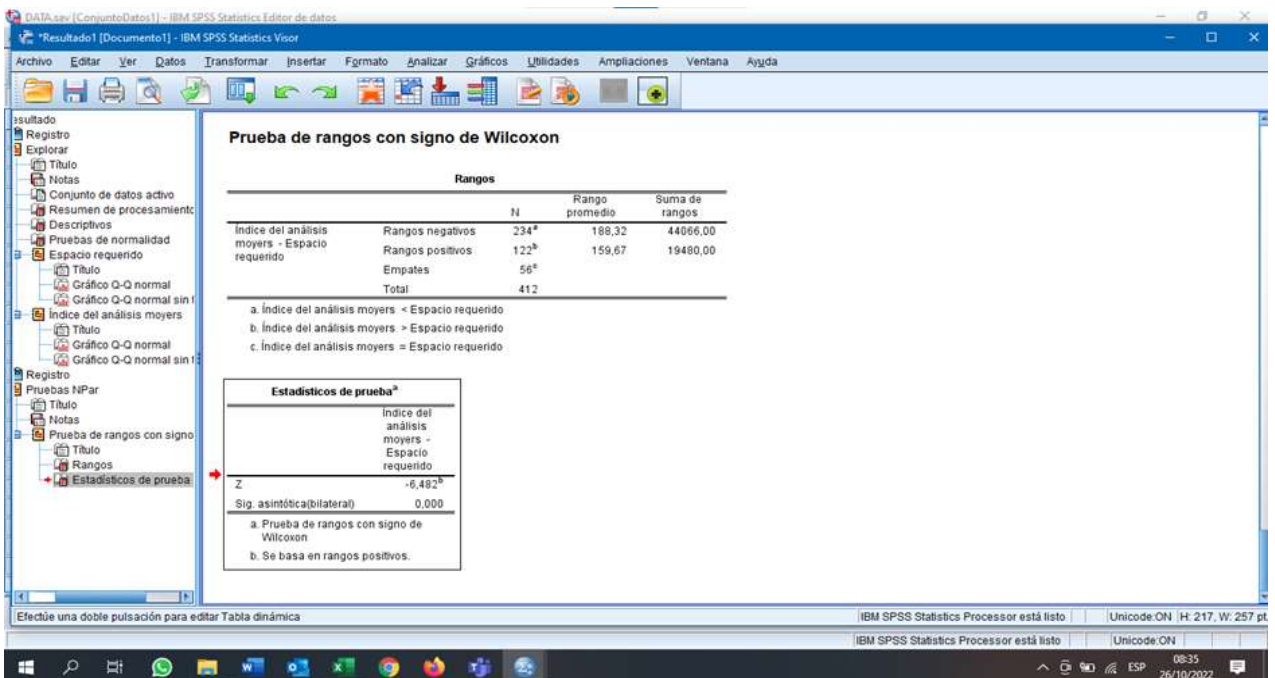 DATA.sav [ConjuntoDatos1] - IBM SPSS Statistics Editor de datos
*Resultado1 [Documento1] - IBM SPSS Statistics Visor
Archivo Editar Ver Datos Transformar Insertar Formato Analizar Gráficos Utilidades Ampliaciones Ventana Ayuda
esultado
Registro
Explorar
Título
Notas
Conjunto de datos activo
Resumen de procesamiento
Descriptivos
Pruebas de normalidad
Espacio requerido
Título
Gráfico Q-Q normal
Gráfico Q-Q normal sin t
Índice del análisis moyers
Título
Gráfico Q-Q normal
Gráfico Q-Q normal sin t
Registro
Pruebas NPar
Título
Notas
Prueba de rangos con signo
Título
Rangos
Estadísticos de prueba
Prueba de rangos con signo de Wilcoxon
Rangos
N Rango promedio Suma de rangos
Índice del análisis moyers - Espacio requerido
Rangos negativos 234a 188,32 44066,00
Rangos positivos 122b 159,67 19480,00
Empates 56c
Total 412
a. Índice del análisis moyers < Espacio requerido
b. Índice del análisis moyers > Espacio requerido
c. Índice del análisis moyers = Espacio requerido
Estadísticos de pruebaa
Índice del
análisis
moyers -
Espacio
requerido
Z -6,482b
Sig. asintótica(bilateral) 0,000
a. Prueba de rangos con signo de
Wilcoxon
b. Se basa en rangos positivos.
Efectúe una doble pulsación para editar Tabla dinámica
IBM SPSS Statistics Processor está listo Unicode:ON H: 217, W: 257 pt.
IBM SPSS Statistics Processor está listo Unicode:ON
ESP 08:35
26/10/2022